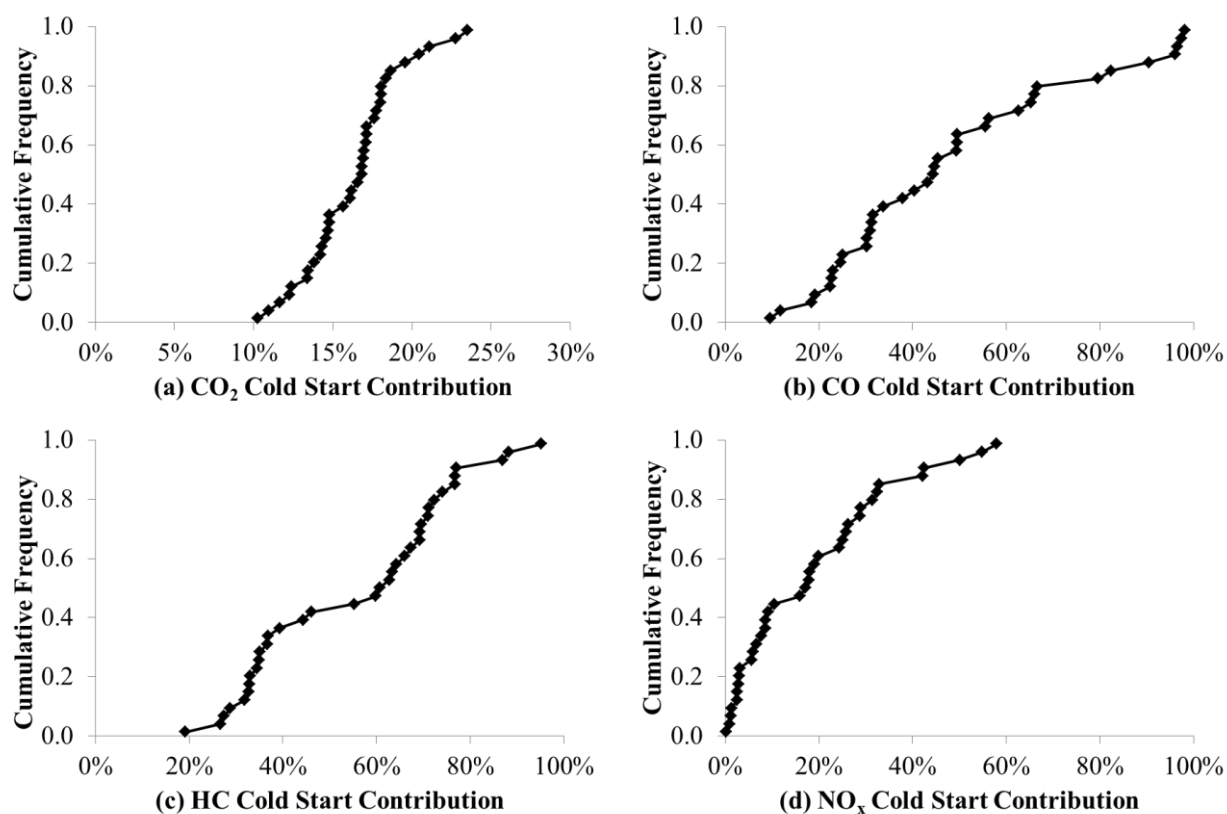 Cumulative Frequency
1.0
0.8
0.6
0.4
0.2
0.0
0% 5% 10% 15% 20% 25% 30%
(a) CO₂ Cold Start Contribution
Cumulative Frequency
1.0
0.8
0.6
0.4
0.2
0.0
0% 20% 40% 60% 80% 100%
(b) CO Cold Start Contribution
Cumulative Frequency
1.0
0.8
0.6
0.4
0.2
0.0
0% 20% 40% 60% 80% 100%
(c) HC Cold Start Contribution
Cumulative Frequency
1.0
0.8
0.6
0.4
0.2
0.0
0% 20% 40% 60% 80% 100%
(d) NOₓ Cold Start Contribution